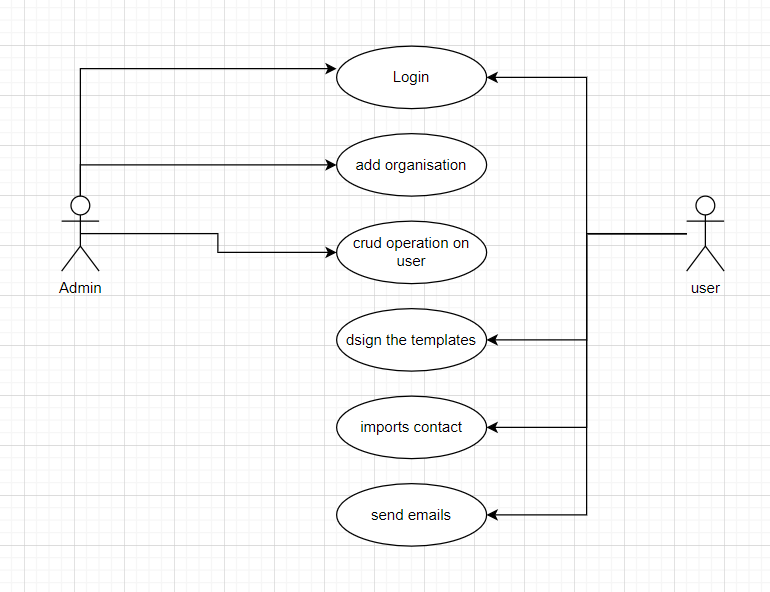 Login
add organisation
crud operation on
user
Admin
user
dsign the templates
imports contact
send emails